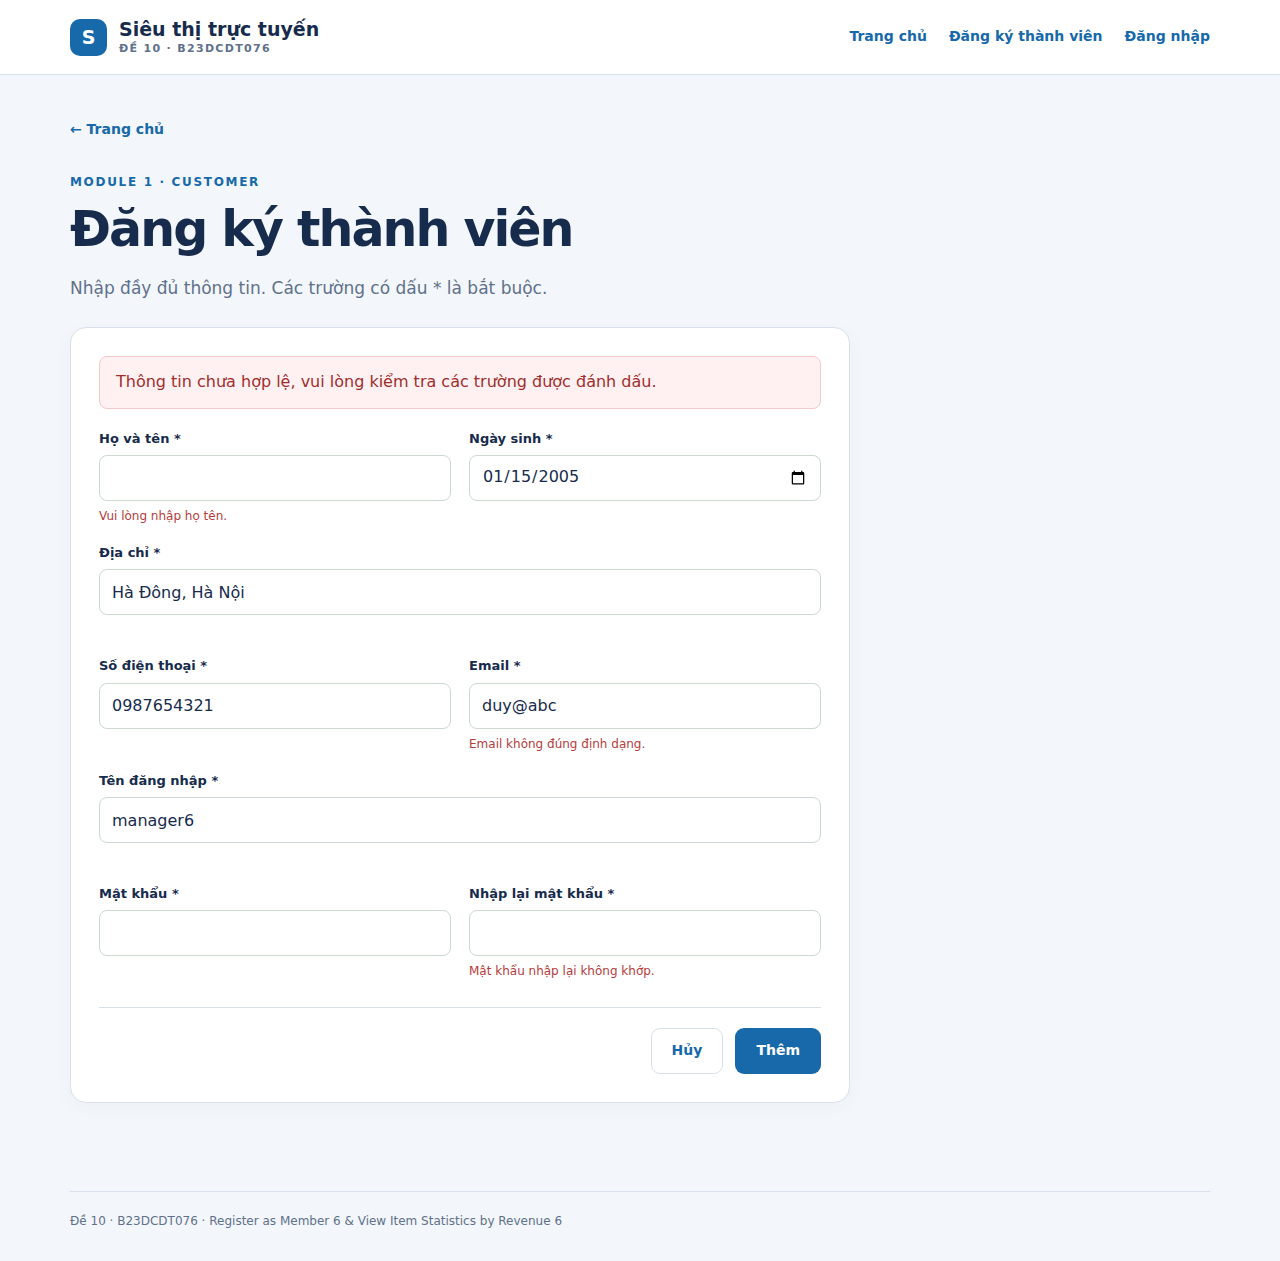 S
Siêu thị trực tuyến
ĐỀ 10 · B23DCDT076
Trang chủ
Đăng ký thành viên
Đăng nhập
← Trang chủ
MODULE 1 · CUSTOMER
Đăng ký thành viên
Nhập đầy đủ thông tin. Các trường có dấu * là bắt buộc.
Thông tin chưa hợp lệ, vui lòng kiểm tra các trường được đánh dấu.
Họ và tên *
Ngày sinh *
01/15/2005
Vui lòng nhập họ tên.
Địa chỉ *
Hà Đông, Hà Nội
Số điện thoại *
Email *
0987654321
duy@abc
Email không đúng định dạng.
Tên đăng nhập *
manager6
Mật khẩu *
Nhập lại mật khẩu *
Mật khẩu nhập lại không khớp.
Hủy
Thêm
Đề 10 · B23DCDT076 · Register as Member 6 & View Item Statistics by Revenue 6